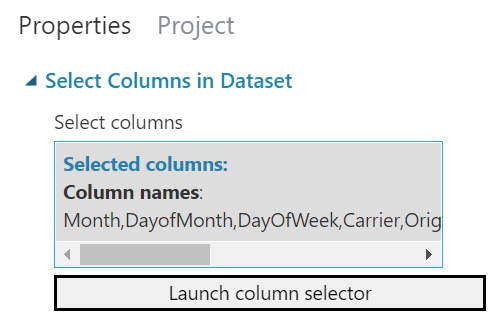 Properties Project
Select Columns in Dataset
Select columns
Selected columns:
Column names:
Month,DayofMonth,DayOfWeek,Carrier,Orig
Launch column selector